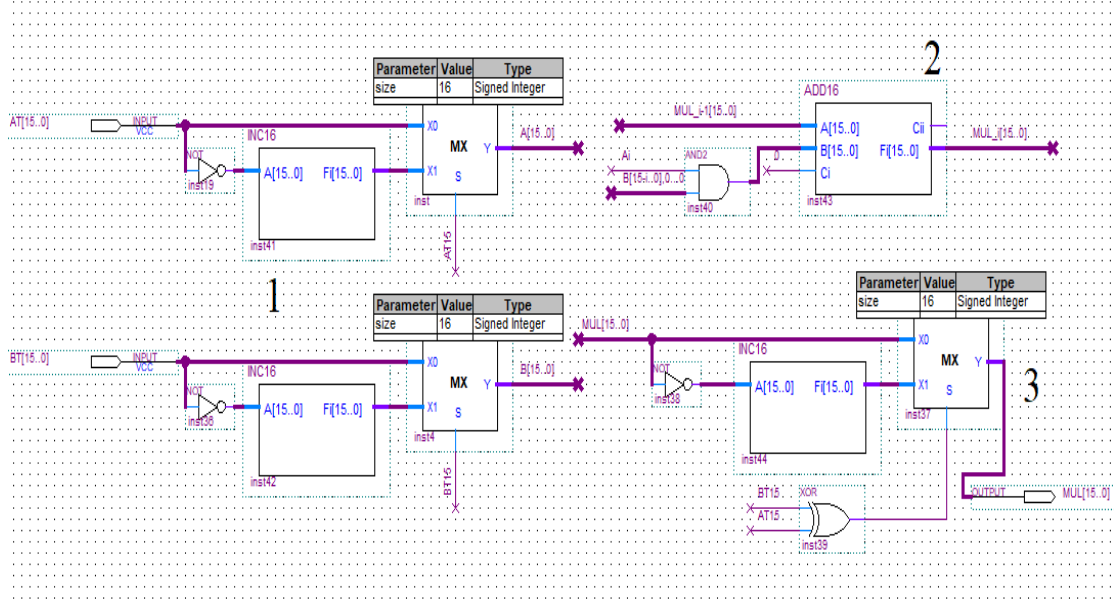 Parameter Value Type
size 16 Signed Integer
AT[15..0]
INPUT
VCC
NOT
inst19
INC16
A[15..0] Fi[15..0]
inst41
X0
MX Y
X1
S
inst
A[15..0]
AT15
1
BT[15..0]
INPUT
VCC
NOT
inst36
INC16
A[15..0] Fi[15..0]
inst42
Parameter Value Type
size 16 Signed Integer
X0
MX Y
X1
S
inst4
B[15..0]
BT15
2
MUL_i-1[15..0]
Ai
B[15-i..0],0...0
AND2
inst40
0
ADD16
A[15..0] Cii
B[15..0] Fi[15..0]
Ci
inst43
MUL_i[15..0]
Parameter Value Type
size 16 Signed Integer
MUL[15..0]
NOT
inst38
INC16
A[15..0] Fi[15..0]
inst44
X0
MX Y
X1
S
inst37
3
BT15
AT15
XOR
inst39
OUTPUT
MUL[15..0]